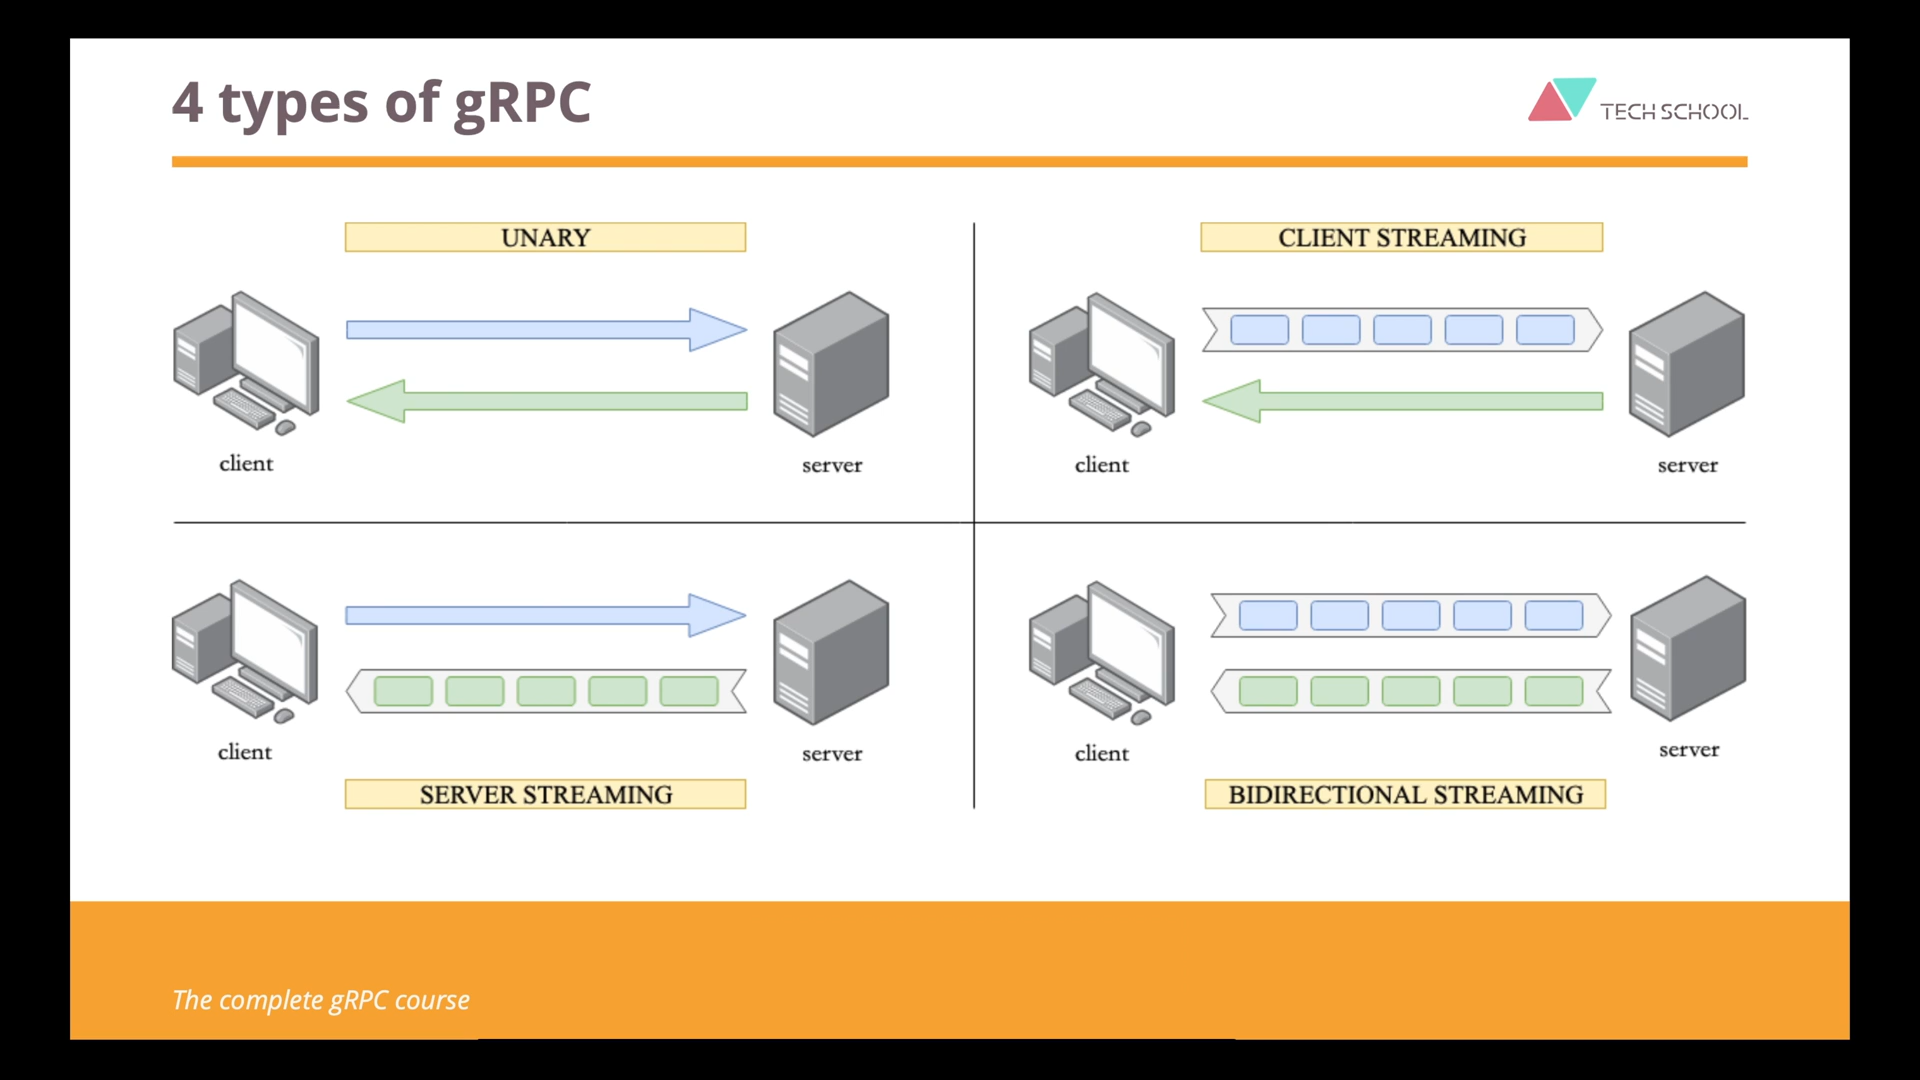 4 types of gRPC
TECH SCHOOL
UNARY
client
server
CLIENT STREAMING
client
server
client
server
SERVER STREAMING
client
server
BIDIRECTIONAL STREAMING
The complete gRPC course